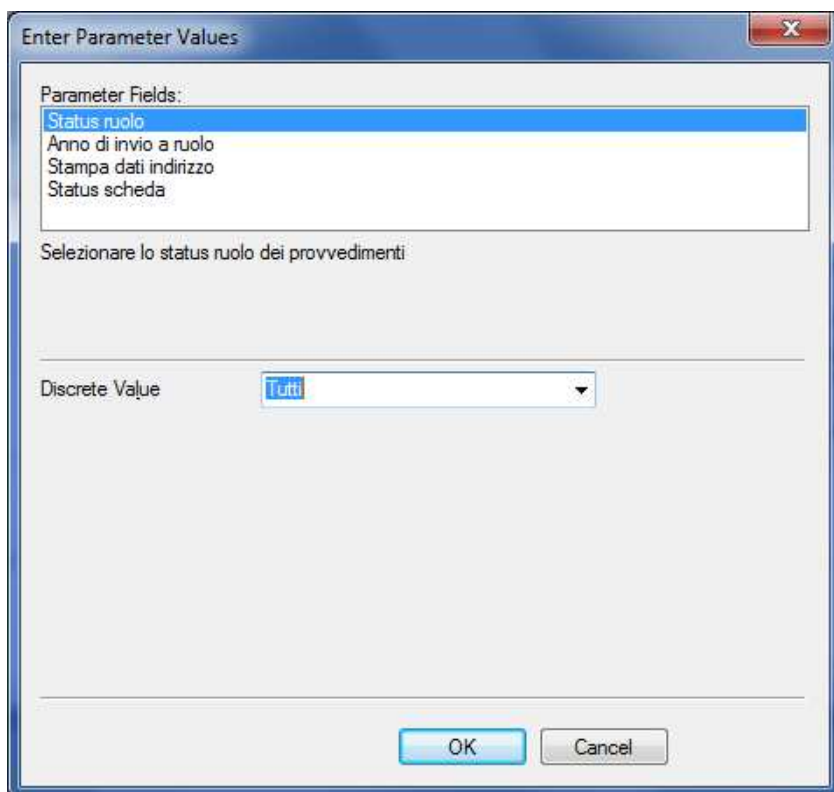 Enter Parameter Values
Parameter Fields:
Status ruolo
Anno di invio a ruolo
Stampa dati indirizzo
Status scheda
Selezionare lo status ruolo dei provvedimenti
Discrete Value
Tutti
OK
Cancel